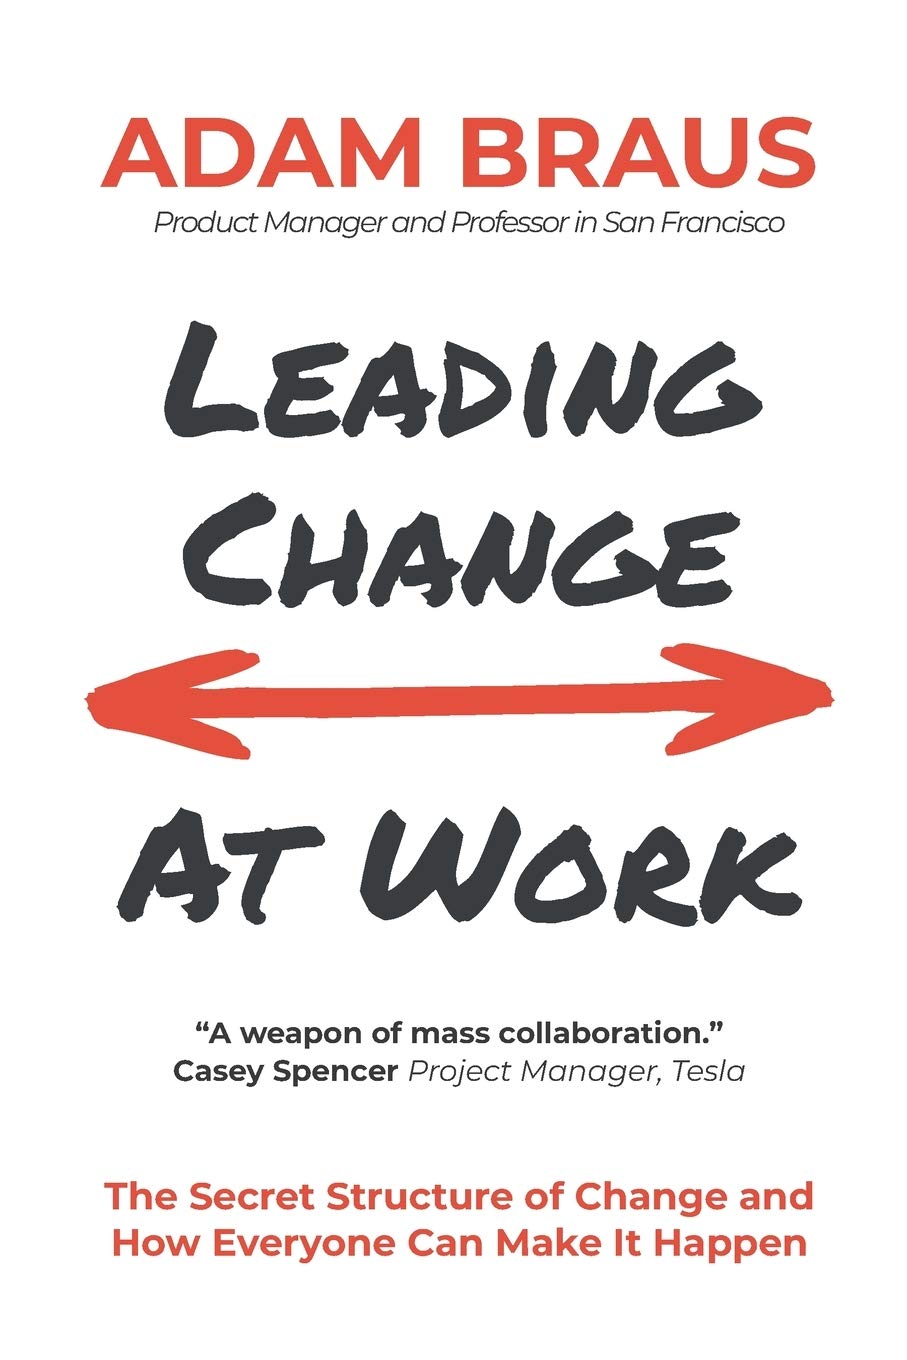 ADAM BRAUS
Product Manager and Professor in San Francisco
LEADING
CHANGE
AT WORK
“A weapon of mass collaboration.”
Casey Spencer Project Manager, Tesla
The Secret Structure of Change and
How Everyone Can Make It Happen